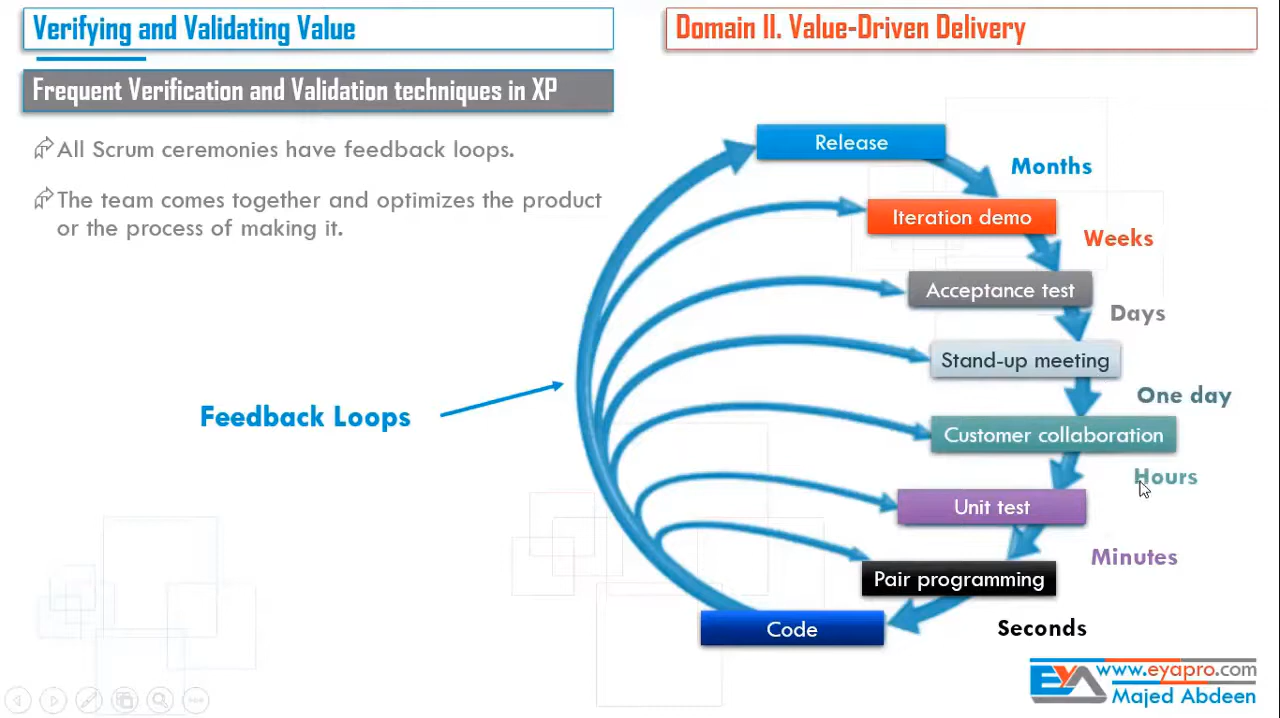 Verifying and Validating Value
Domain II. Value-Driven Delivery
Frequent Verification and Validation techniques in XP
All Scrum ceremonies have feedback loops.
The team comes together and optimizes the product
or the process of making it.
Feedback Loops
Release
Months
Iteration demo
Weeks
Acceptance test
Days
Stand-up meeting
One day
Customer collaboration
Hours
Unit test
Minutes
Pair programming
Seconds
Code
EYA
www.eyapro.com
Majed Abdeen